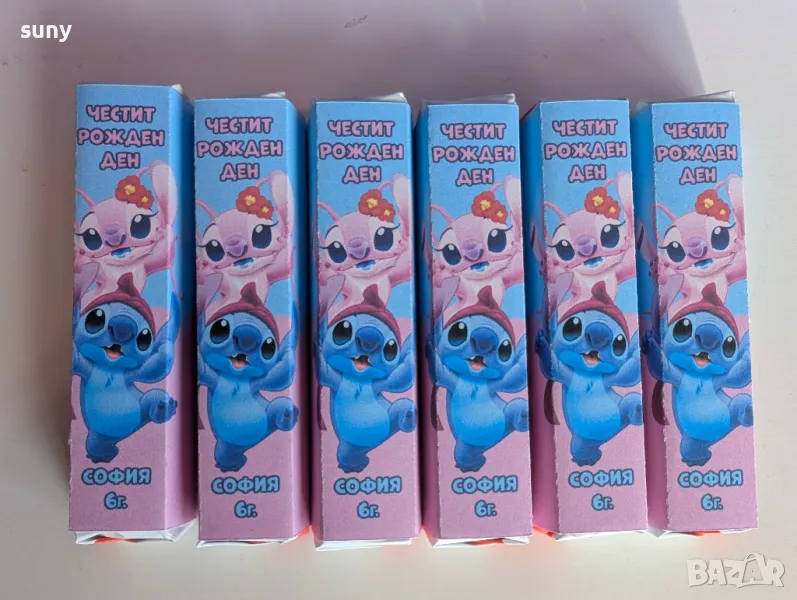 suny
ЧЕСТИТ
РОЖДЕН
ДЕН
СОФИЯ
6г.
ЧЕСТИТ
РОЖДЕН
ДЕН
СОФИЯ
6г.
ЧЕСТИТ
РОЖДЕН
ДЕН
СОФИЯ
6г.
ЧЕСТИТ
РОЖДЕН
ДЕН
СОФИЯ
6г.
ЧЕСТИТ
РОЖДЕН
ДЕН
СОФИЯ
6г.
ЧЕСТИТ
РОЖДЕН
ДЕН
СОФИЯ
6г.
BAZAR